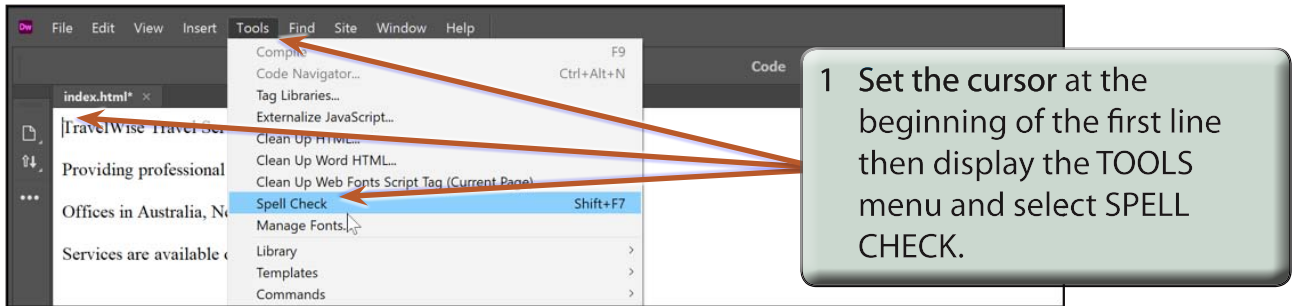 Dw File Edit View Insert Tools Find Site Window Help
Compile F9
Code Navigator... Ctrl+Alt+N
Code
Tag Libraries...
index.html* ×
Externalize JavaScript...
TravelWise Travel
Clean Up HTML...
Clean Up Word HTML...
Providing professional
Clean Up Web Fonts Script Tag (Current Page)
Spell Check Shift+F7
Offices in Australia,
Manage Fonts...
Library >
Services are available
Templates >
Commands >
1 Set the cursor at the
beginning of the first line
then display the TOOLS
menu and select SPELL
CHECK.